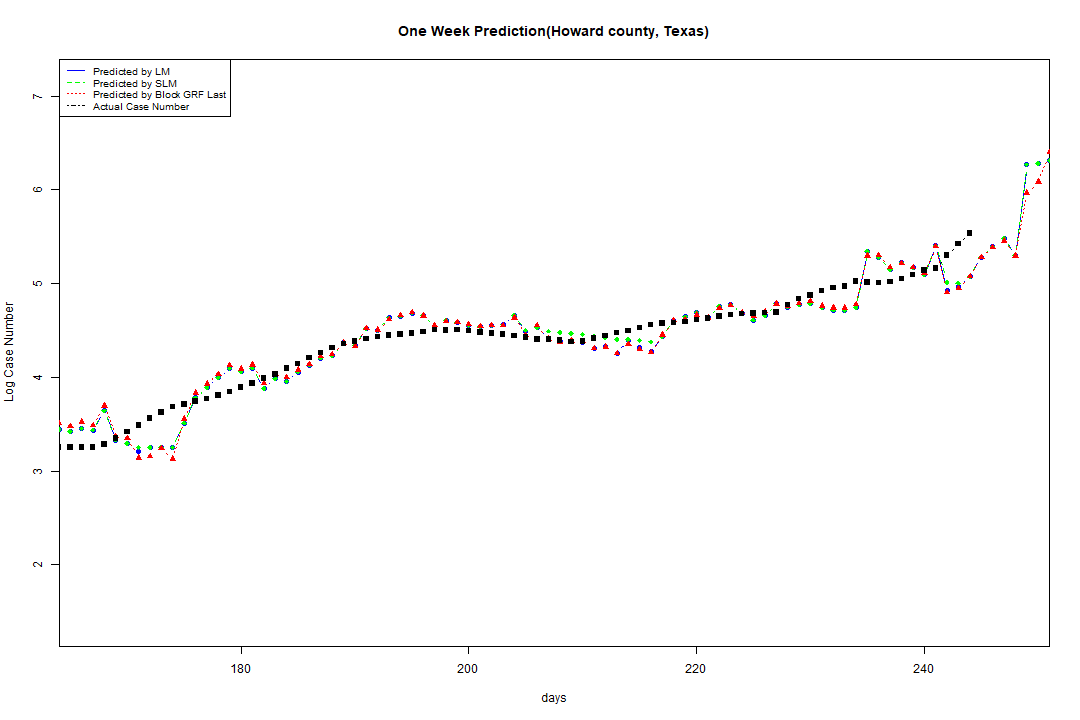 One Week Prediction(Howard county, Texas)
Predicted by LM
Predicted by SLM
Predicted by Block GRF Last
Actual Case Number
7
6
5
4
3
2
Log Case Number
180 200 220 240
days